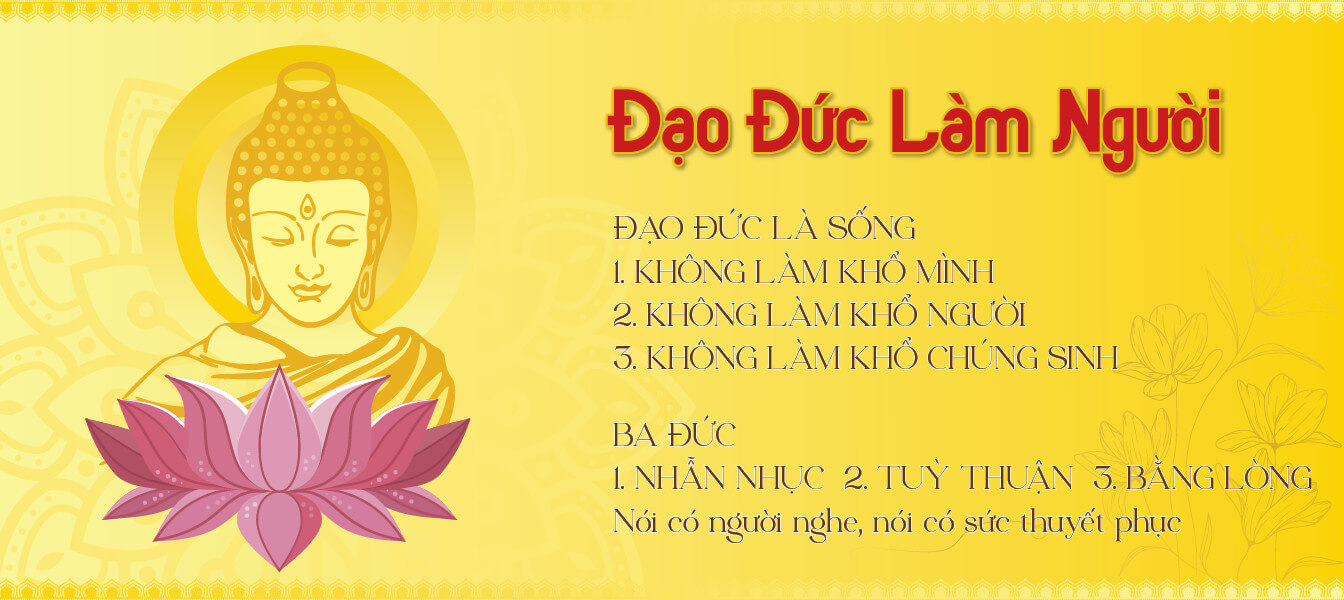 Đạo Đức Làm Người
ĐẠO ĐỨC LÀ SỐNG
1. KHÔNG LÀM KHỔ MÌNH
2. KHÔNG LÀM KHỔ NGƯỜI
3. KHÔNG LÀM KHỔ CHÚNG SINH
BA ĐỨC
1. NHẪN NHỤC 2. TUỲ THUẬN 3. BẰNG LÒNG
Nói có người nghe, nói có sức thuyết phục